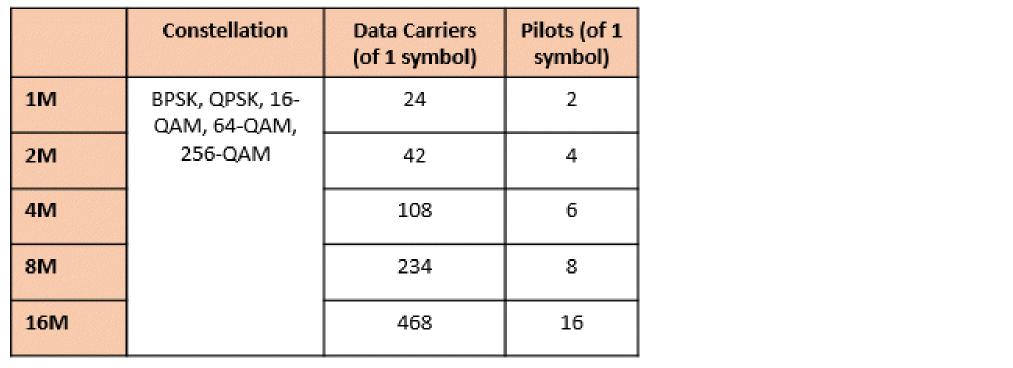 Constellation
Data Carriers
(of 1 symbol)
Pilots (of 1
symbol)
1M
BPSK, QPSK, 16-
QAM, 64-QAM,
256-QAM
24
2
2M
42
4
4M
108
6
8M
234
8
16M
468
16